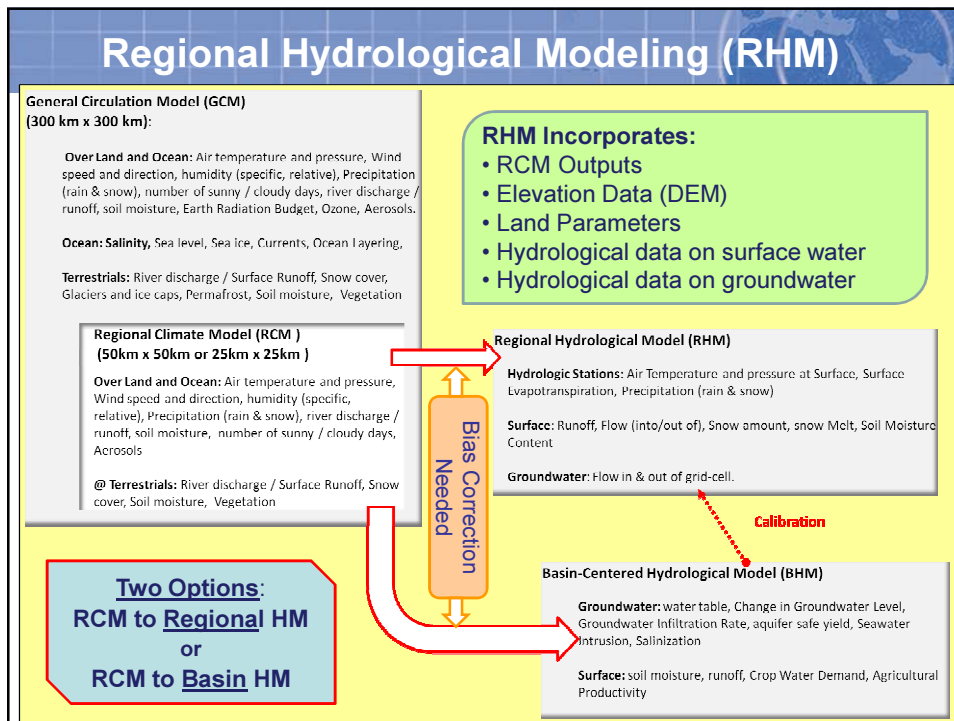 Regional Hydrological Modeling (RHM)
General Circulation Model (GCM)
(300 km x 300 km):
Over Land and Ocean: Air temperature and pressure, Wind
speed and direction, humidity (specific, relative), Precipitation
(rain & snow), number of sunny / cloudy days, river discharge /
runoff, soil moisture, Earth Radiation Budget, Ozone, Aerosols.
Ocean: Salinity, Sea level, Sea ice, Currents, Ocean Layering,
Terrestrials: River discharge / Surface Runoff, Snow cover,
Glaciers and ice caps, Permafrost, Soil moisture, Vegetation
Regional Climate Model (RCM )
(50km x 50km or 25km x 25km )
Over Land and Ocean: Air temperature and pressure,
Wind speed and direction, humidity (specific,
relative), Precipitation (rain & snow), river discharge /
runoff, soil moisture, number of sunny / cloudy days,
Aerosols
@ Terrestrials: River discharge / Surface Runoff, Snow
cover, Soil moisture, Vegetation
RHM Incorporates:
• RCM Outputs
• Elevation Data (DEM)
• Land Parameters
• Hydrological data on surface water
• Hydrological data on groundwater
Bias Correction
Needed
Regional Hydrological Model (RHM)
Hydrologic Stations: Air Temperature and pressure at Surface, Surface
Evapotranspiration, Precipitation (rain & snow)
Surface: Runoff, Flow (into/out of), Snow amount, snow Melt, Soil Moisture
Content
Groundwater: Flow in & out of grid-cell.
Calibration
Basin-Centered Hydrological Model (BHM)
Groundwater: water table, Change in Groundwater Level,
Groundwater Infiltration Rate, aquifer safe yield, Seawater
Intrusion, Salinization
Surface: soil moisture, runoff, Crop Water Demand, Agricultural
Productivity
Two Options:
RCM to Regional HM
or
RCM to Basin HM